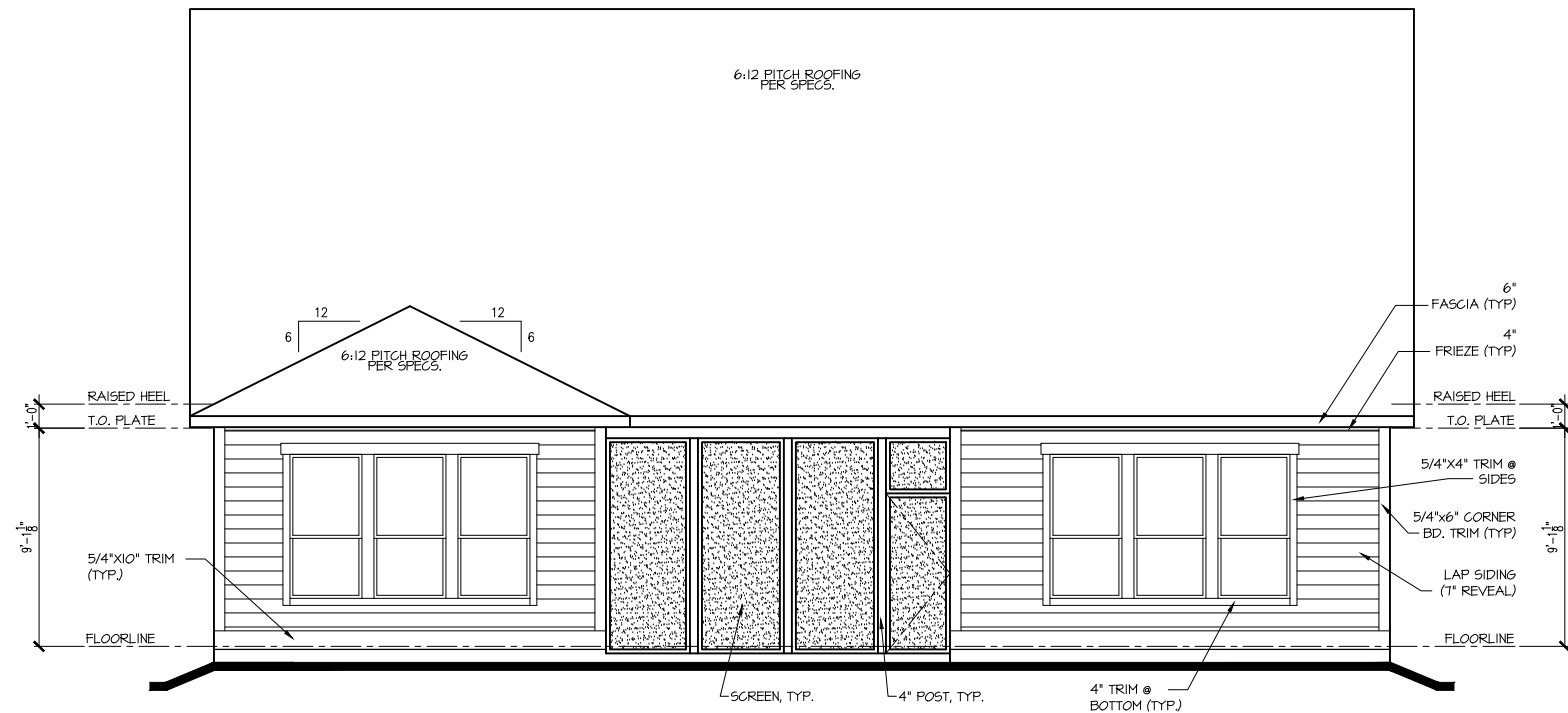 6:12 PITCH ROOFING
PER SPECS.
12
6
12
6
6:12 PITCH ROOFING
PER SPECS.
6"
FASCIA (TYP)
4"
FRIEZE (TYP)
RAISED HEEL
1'-0"
T.O. PLATE
RAISED HEEL
1'-0"
T.O. PLATE
5/4"X4" TRIM @
SIDES
5/4"x6" CORNER
BD. TRIM (TYP)
9'-1 1/8"
9'-1 1/8"
5/4"X10" TRIM
(TYP.)
LAP SIDING
(7" REVEAL)
FLOORLINE
FLOORLINE
SCREEN, TYP.
4" POST, TYP.
4" TRIM @
BOTTOM (TYP.)